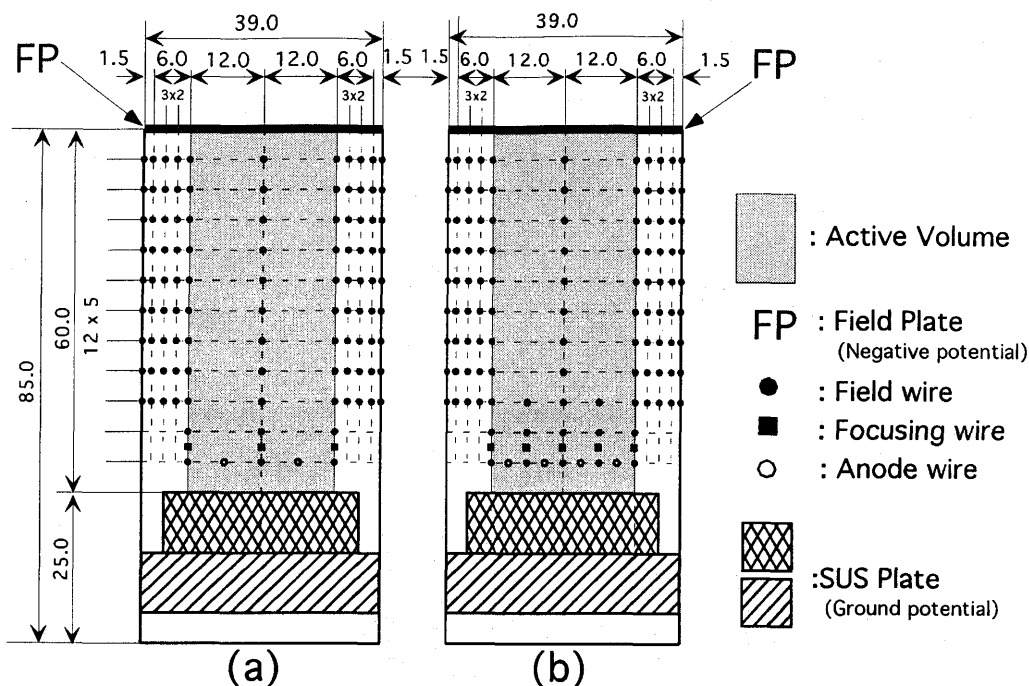 39.0
39.0
FP
1.5 6.0 12.0 12.0 6.0 1.5 1.5 6.0 12.0 12.0 6.0 1.5
FP
3x2 3x2 3x2 3x2
85.0
60.0
12 x 5
25.0
: Active Volume
FP : Field Plate
(Negative potential)
: Field wire
: Focusing wire
: Anode wire
:SUS Plate
(Ground potential)
(a) (b)